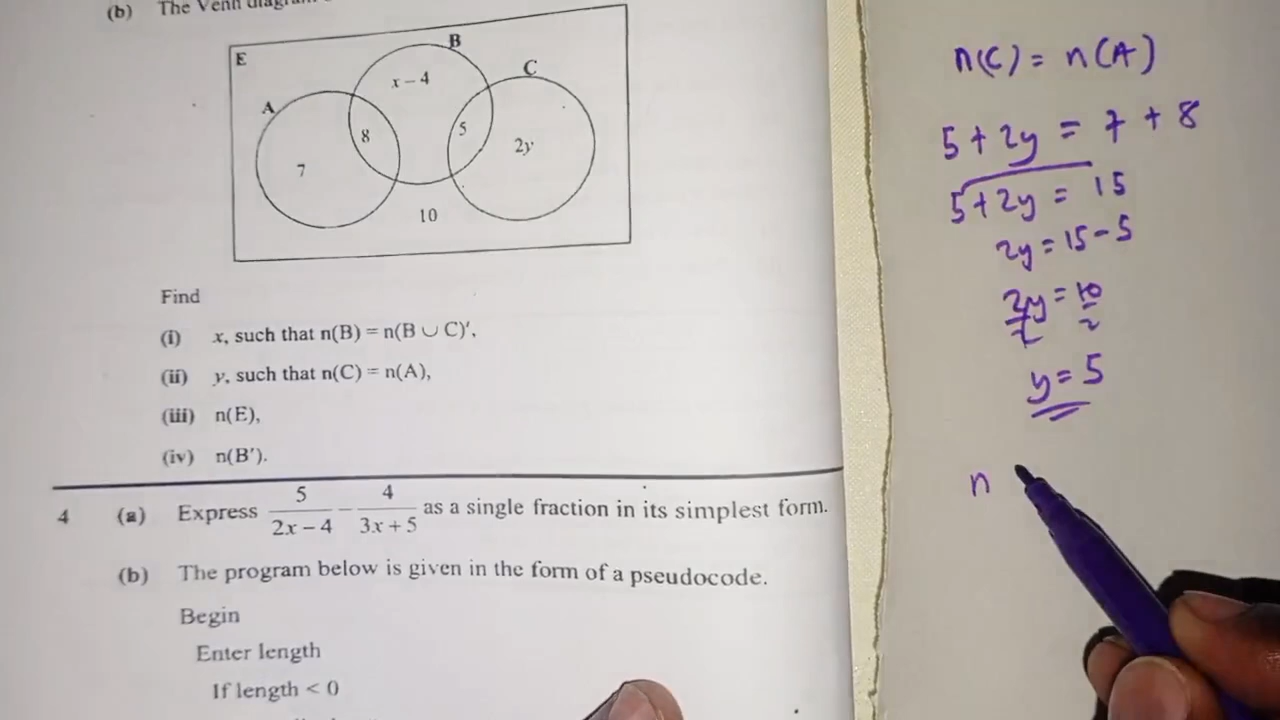 (b) The Venn diagram
E
B
C
A
x – 4
8
5
2y
7
10
Find
(i) x, such that n(B) = n(B ∪ C)′,
(ii) y, such that n(C) = n(A),
(iii) n(E),
(iv) n(B′).
4 (a) Express 5/(2x – 4) – 4/(3x + 5) as a single fraction in its simplest form.
(b) The program below is given in the form of a pseudocode.
Begin
Enter length
If length < 0
n(C) = n(A)
5 + 2y = 7 + 8
5 + 2y = 15
2y = 15 - 5
2y/2 = 10/2
y = 5
n